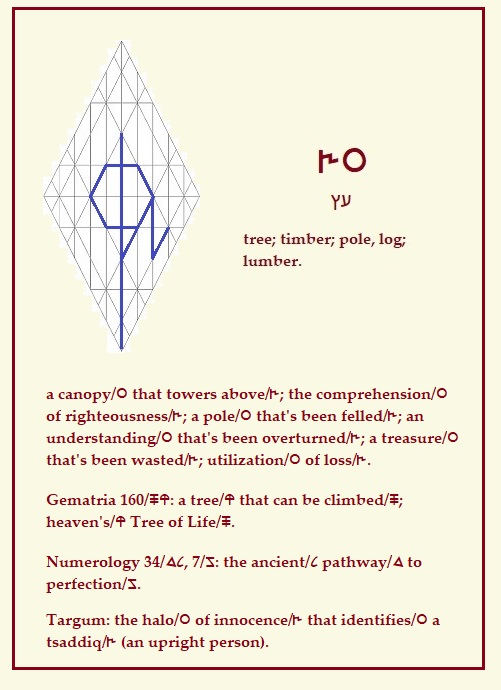 𐤏𐤑
עץ
tree; timber; pole, log;
lumber.
a canopy/𐤏 that towers above/𐤑; the comprehension/𐤏
of righteousness/𐤑; a pole/𐤏 that's been felled/𐤑; an
understanding/𐤏 that's been overturned/𐤑; a treasure/𐤏
that's been wasted/𐤑; utilization/𐤏 of loss/𐤑.
Gematria 160/𐤒𐤎: a tree/𐤒 that can be climbed/𐤎;
heaven's/𐤒 Tree of Life/𐤎.
Numerology 34/𐤋𐤃, 7/𐤆: the ancient/𐤋 pathway/𐤃 to
perfection/𐤆.
Targum: the halo/𐤏 of innocence/𐤑 that identifies/𐤏 a
tsaddiq/𐤑 (an upright person).